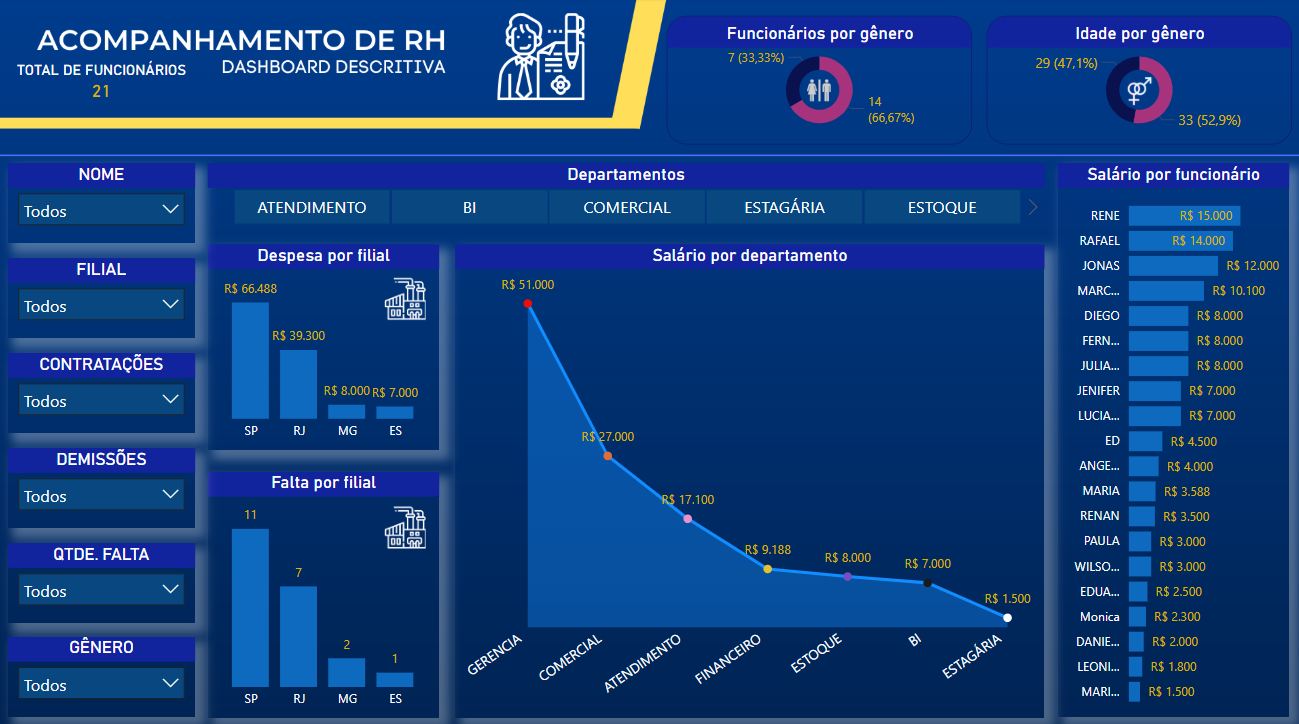 ACOMPANHAMENTO DE RH
TOTAL DE FUNCIONÁRIOS
DASHBOARD DESCRITIVA
21
Funcionários por gênero
7 (33,33%)
14
(66,67%)
Idade por gênero
29 (47,1%)
33 (52,9%)
NOME
Todos
FILIAL
Todos
CONTRATAÇÕES
Todos
DEMISSÕES
Todos
QTDE. FALTA
Todos
GÊNERO
Todos
Departamentos
ATENDIMENTO
BI
COMERCIAL
ESTAGÁRIA
ESTOQUE
Despesa por filial
R$ 66.488
R$ 39.300
R$ 8.000
R$ 7.000
SP
RJ
MG
ES
Falta por filial
11
7
2
1
SP
RJ
MG
ES
Salário por departamento
R$ 51.000
R$ 27.000
R$ 17.100
R$ 9.188
R$ 8.000
R$ 7.000
R$ 1.500
GERENCIA
COMERCIAL
ATENDIMENTO
FINANCEIRO
ESTOQUE
BI
ESTAGÁRIA
Salário por funcionário
RENE R$ 15.000
RAFAEL R$ 14.000
JONAS R$ 12.000
MARC... R$ 10.100
DIEGO R$ 8.000
FERN... R$ 8.000
JULIA... R$ 8.000
JENIFER R$ 7.000
LUCIA... R$ 7.000
ED R$ 4.500
ANGE... R$ 4.000
MARIA R$ 3.588
RENAN R$ 3.500
PAULA R$ 3.000
WILSO... R$ 3.000
EDUA... R$ 2.500
Monica R$ 2.300
DANIE... R$ 2.000
LEONI... R$ 1.800
MARI... R$ 1.500